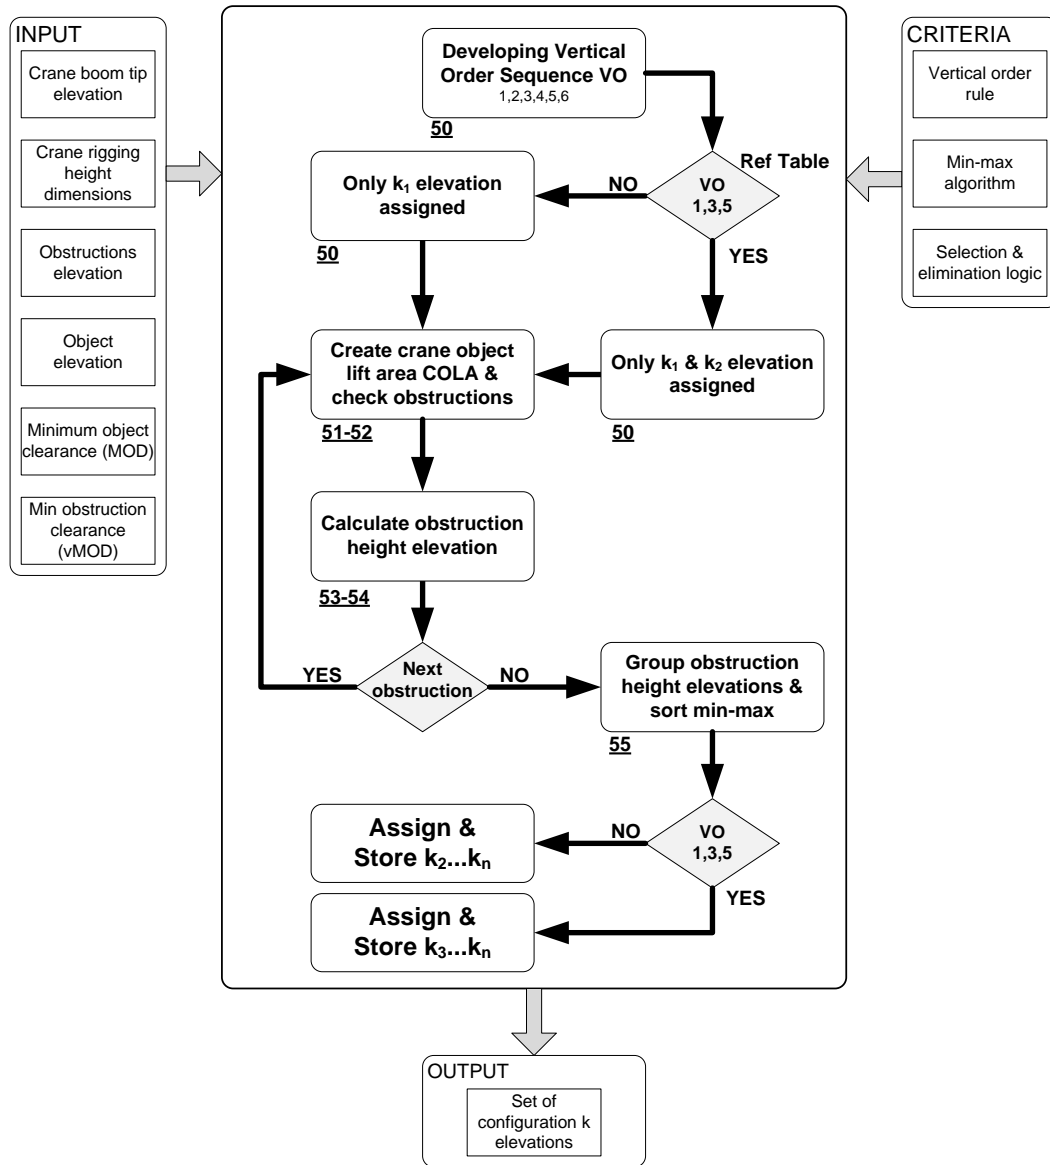 INPUT
Crane boom tip
elevation
Crane rigging
height
dimensions
Obstructions
elevation
Object
elevation
Minimum object
clearance (MOD)
Min obstruction
clearance
(vMOD)
Developing Vertical
Order Sequence VO
1,2,3,4,5,6
50
Ref Table
VO
1,3,5
NO
YES
Only k₁ elevation
assigned
50
Only k₁ & k₂ elevation
assigned
50
Create crane object
lift area COLA &
check obstructions
51-52
Calculate obstruction
height elevation
53-54
Next
obstruction
YES
NO
Group obstruction
height elevations &
sort min-max
55
VO
1,3,5
NO
YES
Assign &
Store k₂...kₙ
Assign &
Store k₃...kₙ
CRITERIA
Vertical order
rule
Min-max
algorithm
Selection &
elimination logic
OUTPUT
Set of
configuration k
elevations